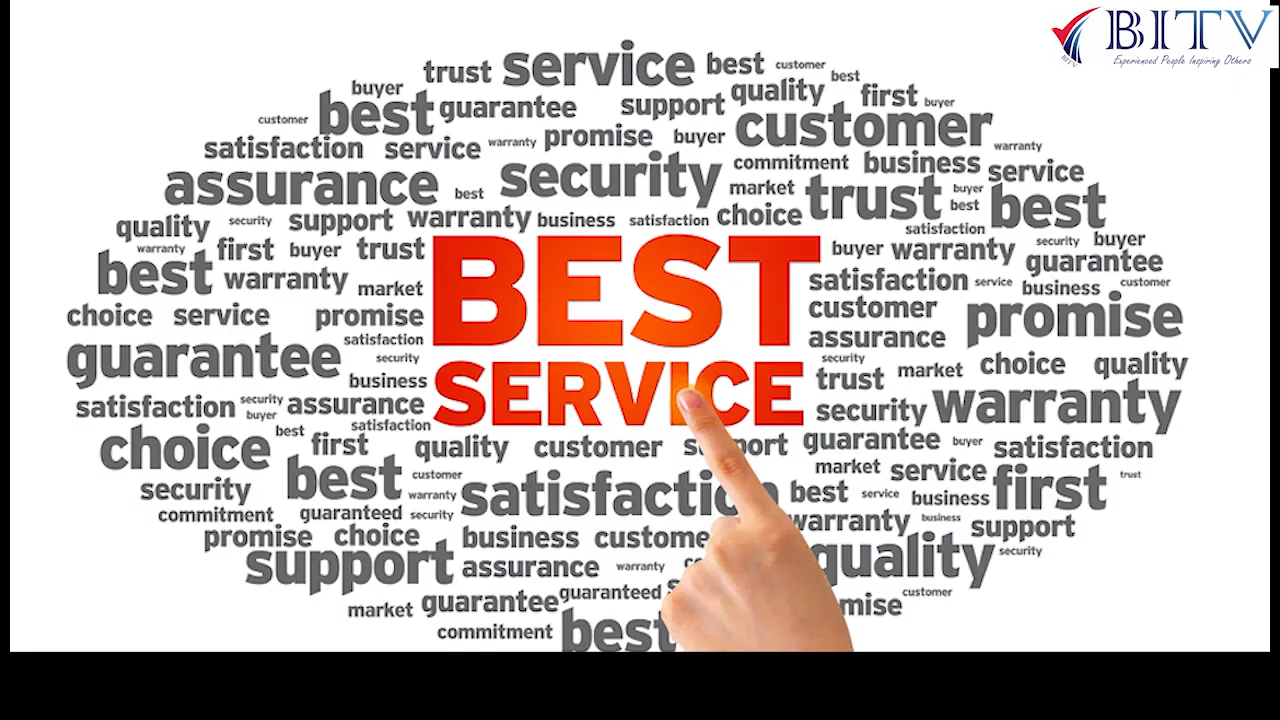 BITV
Experienced People Inspiring Others
BITV
trust service best customer
buyer best
best guarantee support quality first buyer
customer satisfaction service warranty promise buyer customer warranty
assurance best security commitment business service
market trust buyer best best
quality security support warranty business satisfaction choice satisfaction
warranty first buyer trust BEST buyer warranty security buyer
best warranty market satisfaction service business guarantee customer
choice service promise customer promise
guarantee satisfaction security assurance
business SERVICE security trust market choice quality
satisfaction security buyer assurance satisfaction security warranty
choice best first quality customer guarantee buyer satisfaction
security best customer warranty satisfaction market service first trust
best service business
commitment guaranteed security warranty business support
promise choice business security
support assurance warranty quality
market guarantee guaranteed customer
commitment best